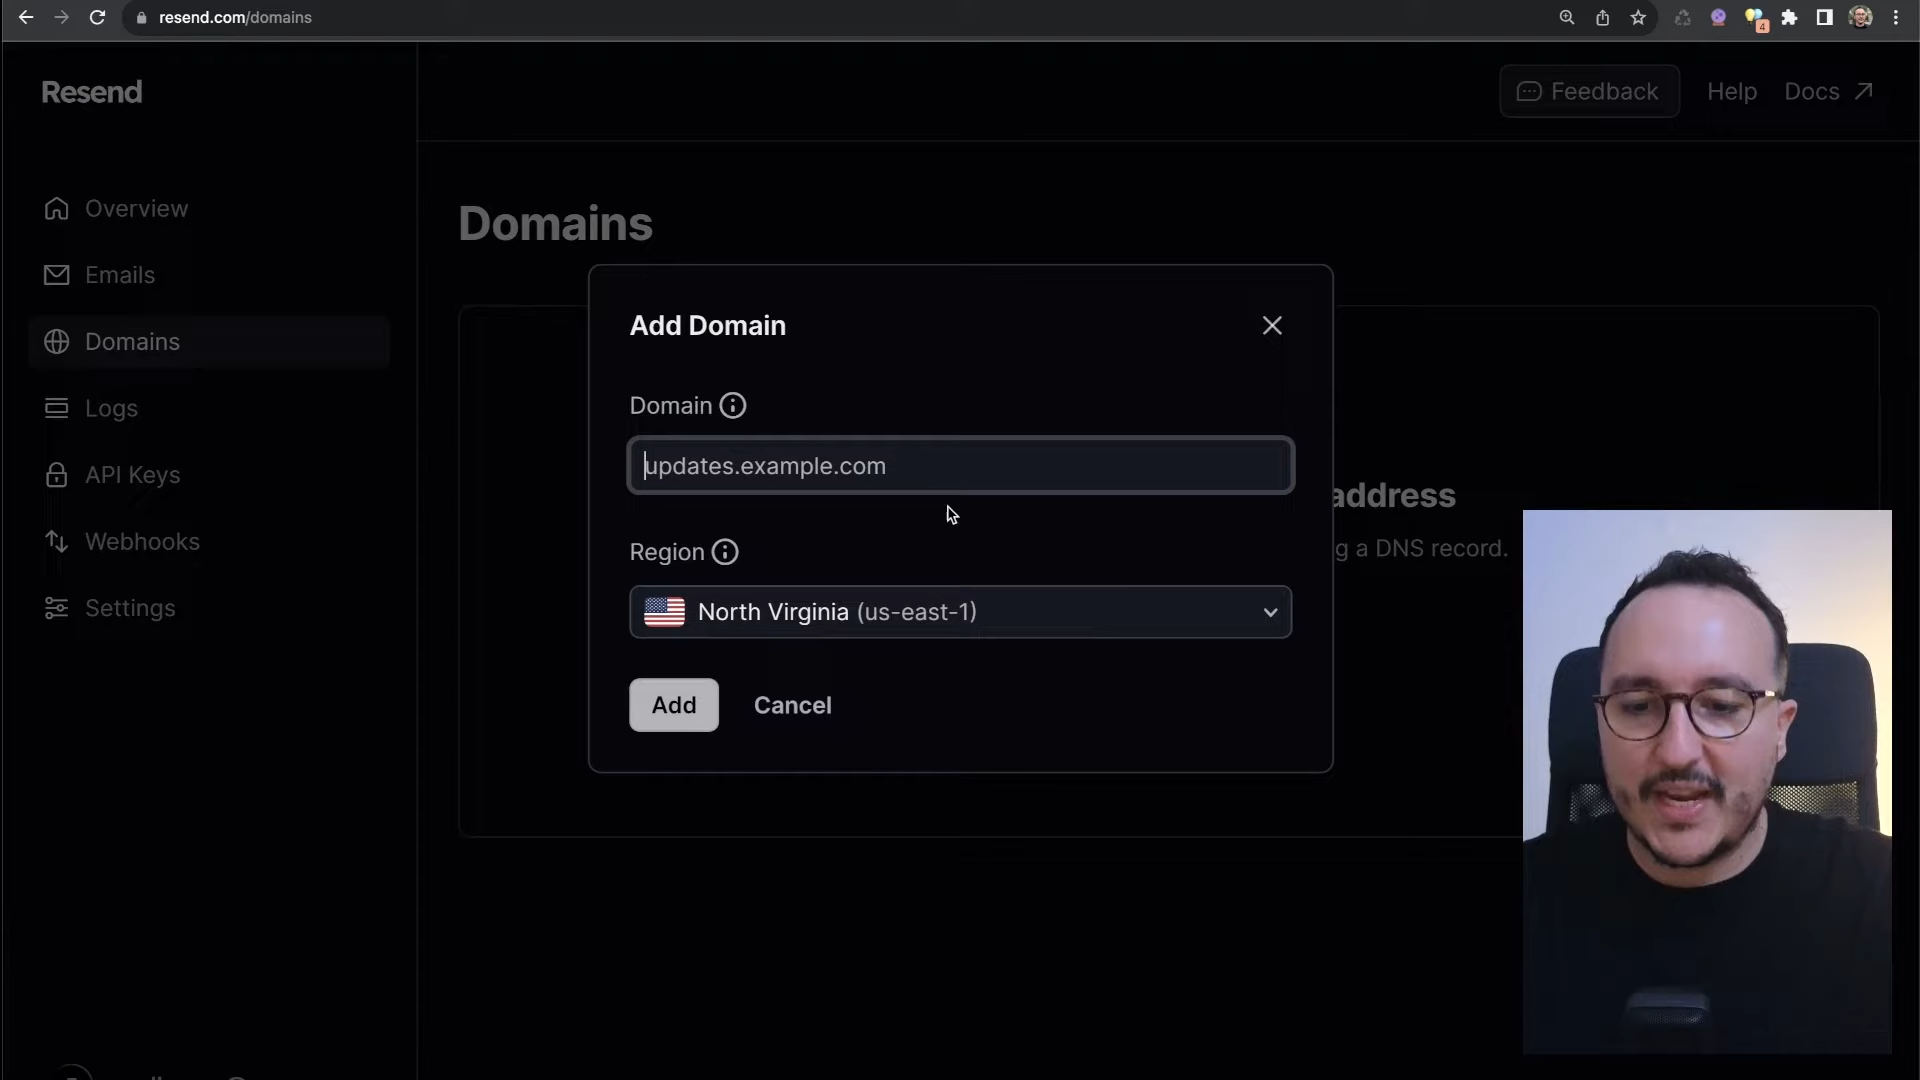 resend.com/domains
4
Resend
Feedback
Help
Docs
Overview
Emails
Domains
Logs
API Keys
Webhooks
Settings
Domains
Add Domain
Domain
updates.example.com
address
g a DNS record.
Region
North Virginia (us-east-1)
Add
Cancel